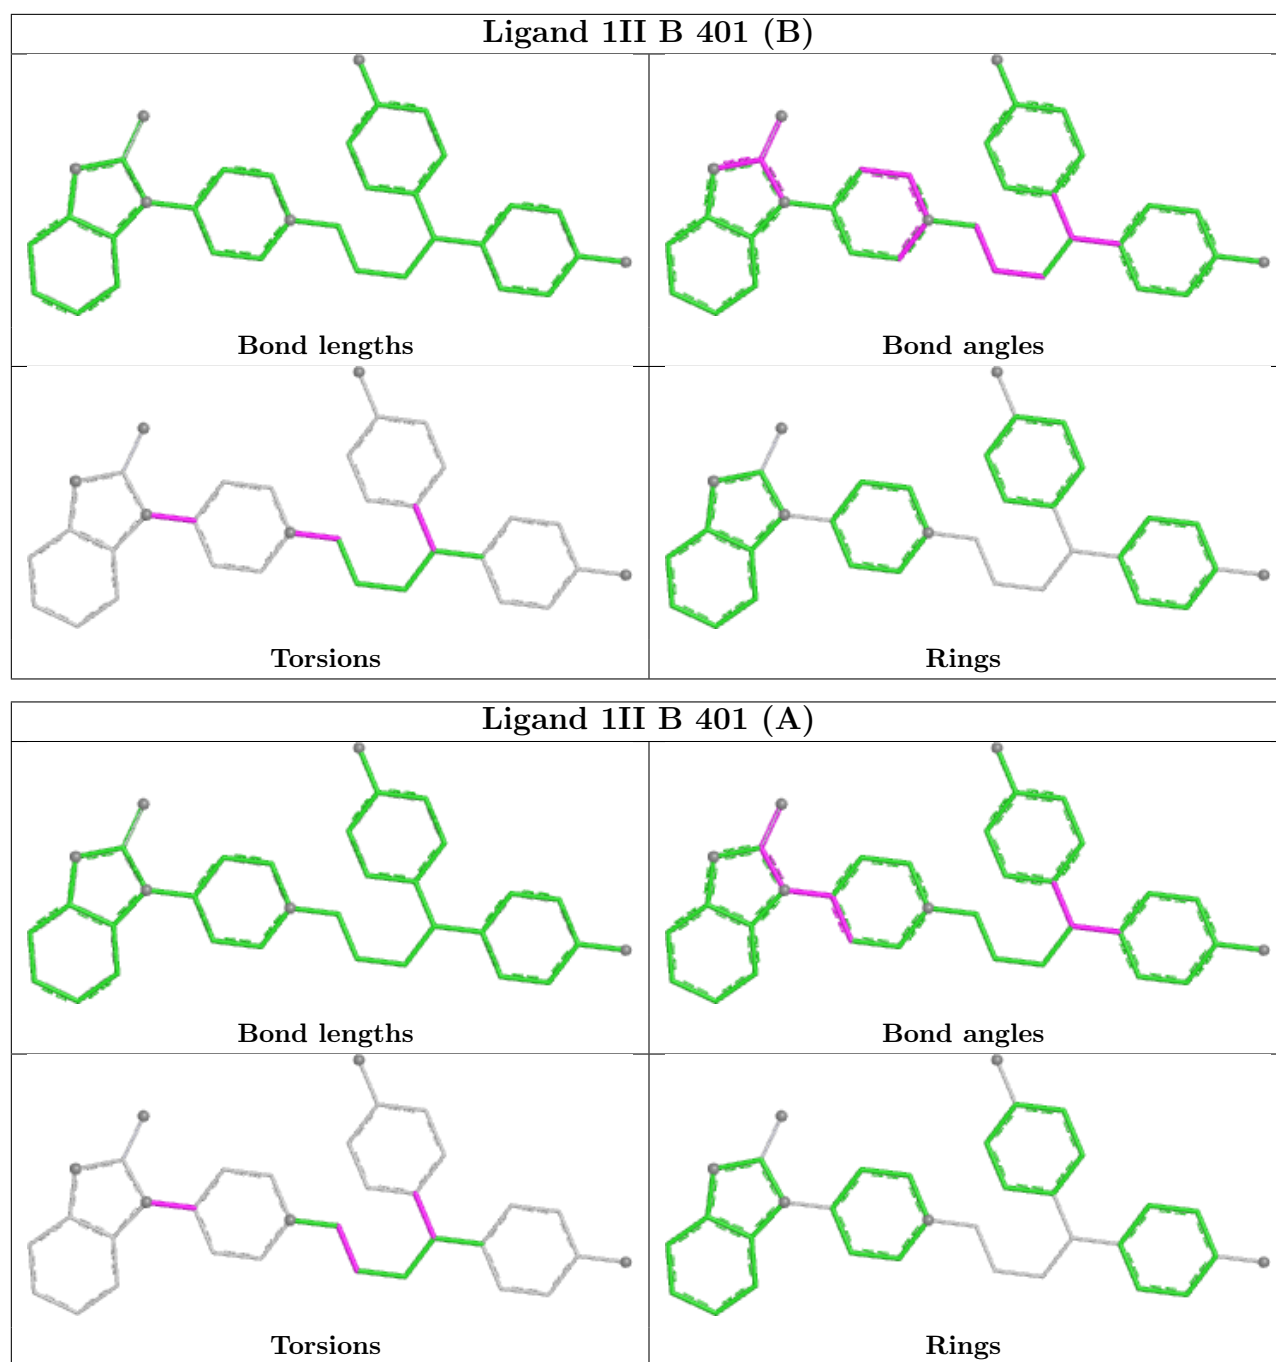 Ligand 1II B 401 (B)
Bond lengths
Bond angles
Torsions
Rings
Ligand 1II B 401 (A)
Bond lengths
Bond angles
Torsions
Rings